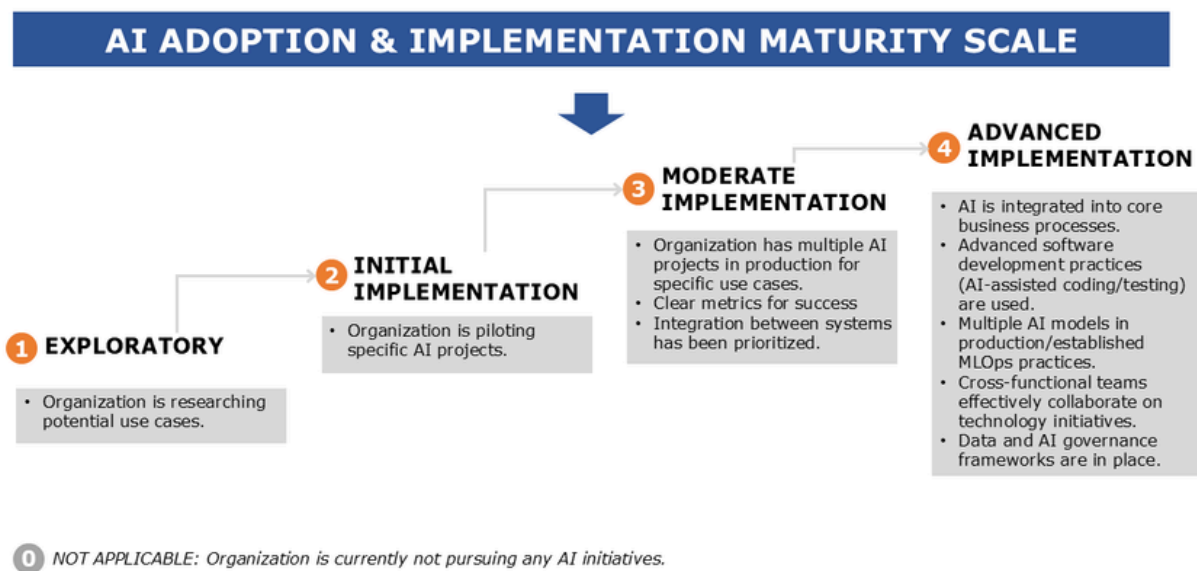 AI ADOPTION & IMPLEMENTATION MATURITY SCALE
1 EXPLORATORY
• Organization is researching
potential use cases.
2 INITIAL
IMPLEMENTATION
• Organization is piloting
specific AI projects.
3 MODERATE
IMPLEMENTATION
• Organization has multiple AI
projects in production for
specific use cases.
• Clear metrics for success
• Integration between systems
has been prioritized.
4 ADVANCED
IMPLEMENTATION
• AI is integrated into core
business processes.
• Advanced software
development practices
(AI-assisted coding/testing)
are used.
• Multiple AI models in
production/established
MLOps practices.
• Cross-functional teams
effectively collaborate on
technology initiatives.
• Data and AI governance
frameworks are in place.
0 NOT APPLICABLE: Organization is currently not pursuing any AI initiatives.